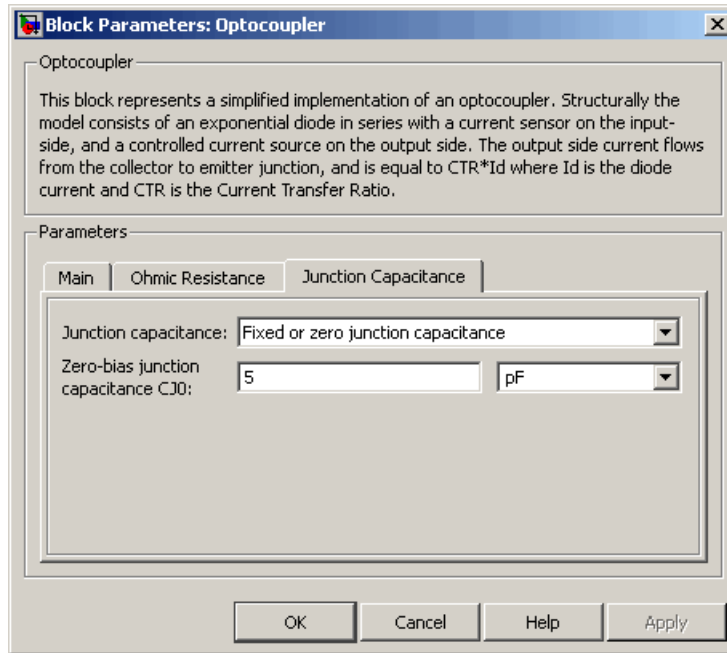 Block Parameters: Optocoupler
Optocoupler
This block represents a simplified implementation of an optocoupler. Structurally the
model consists of an exponential diode in series with a current sensor on the input-
side, and a controlled current source on the output side. The output side current flows
from the collector to emitter junction, and is equal to CTR*Id where Id is the diode
current and CTR is the Current Transfer Ratio.
Parameters
Main Ohmic Resistance Junction Capacitance
Junction capacitance: Fixed or zero junction capacitance
Zero-bias junction
capacitance CJ0: 5 pF
OK Cancel Help Apply